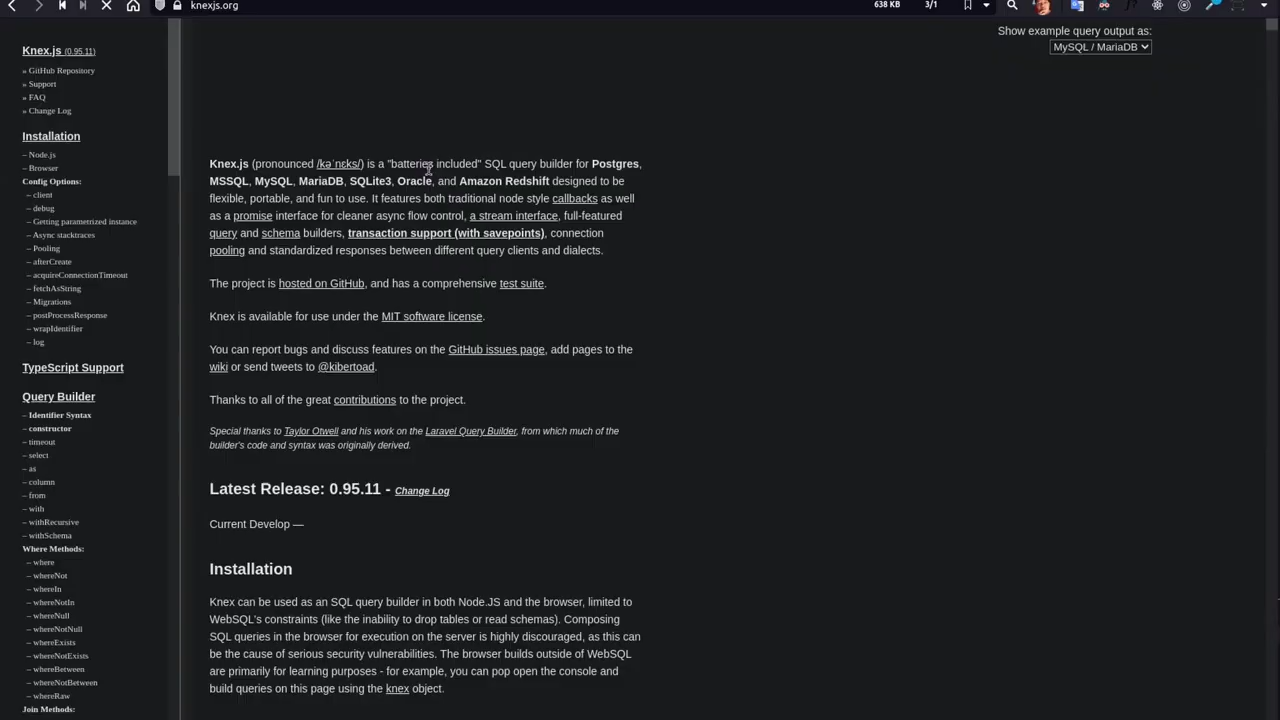 knexjs.org
638 KB
3/1
Show example query output as:
MySQL / MariaDB
Knex.js (0.95.11)
» GitHub Repository
» Support
» FAQ
» Change Log
Installation
– Node.js
– Browser
Config Options:
– client
– debug
– Getting parametrized instance
– Async stacktraces
– Pooling
– afterCreate
– acquireConnectionTimeout
– fetchAsString
– Migrations
– postProcessResponse
– wrapIdentifier
– log
TypeScript Support
Query Builder
– Identifier Syntax
– constructor
– timeout
– select
– as
– column
– from
– with
– withRecursive
– withSchema
Where Methods:
– where
– whereNot
– whereIn
– whereNotIn
– whereNull
– whereNotNull
– whereExists
– whereNotExists
– whereBetween
– whereNotBetween
– whereRaw
Join Methods:
Knex.js (pronounced /kəˈnɛks/) is a "batteries included" SQL query builder for Postgres,
MSSQL, MySQL, MariaDB, SQLite3, Oracle, and Amazon Redshift designed to be
flexible, portable, and fun to use. It features both traditional node style callbacks as well
as a promise interface for cleaner async flow control, a stream interface, full-featured
query and schema builders, transaction support (with savepoints), connection
pooling and standardized responses between different query clients and dialects.
The project is hosted on GitHub, and has a comprehensive test suite.
Knex is available for use under the MIT software license.
You can report bugs and discuss features on the GitHub issues page, add pages to the
wiki or send tweets to @kibertoad.
Thanks to all of the great contributions to the project.
Special thanks to Taylor Otwell and his work on the Laravel Query Builder, from which much of the
builder's code and syntax was originally derived.
Latest Release: 0.95.11 - Change Log
Current Develop —
Installation
Knex can be used as an SQL query builder in both Node.JS and the browser, limited to
WebSQL's constraints (like the inability to drop tables or read schemas). Composing
SQL queries in the browser for execution on the server is highly discouraged, as this can
be the cause of serious security vulnerabilities. The browser builds outside of WebSQL
are primarily for learning purposes - for example, you can pop open the console and
build queries on this page using the knex object.